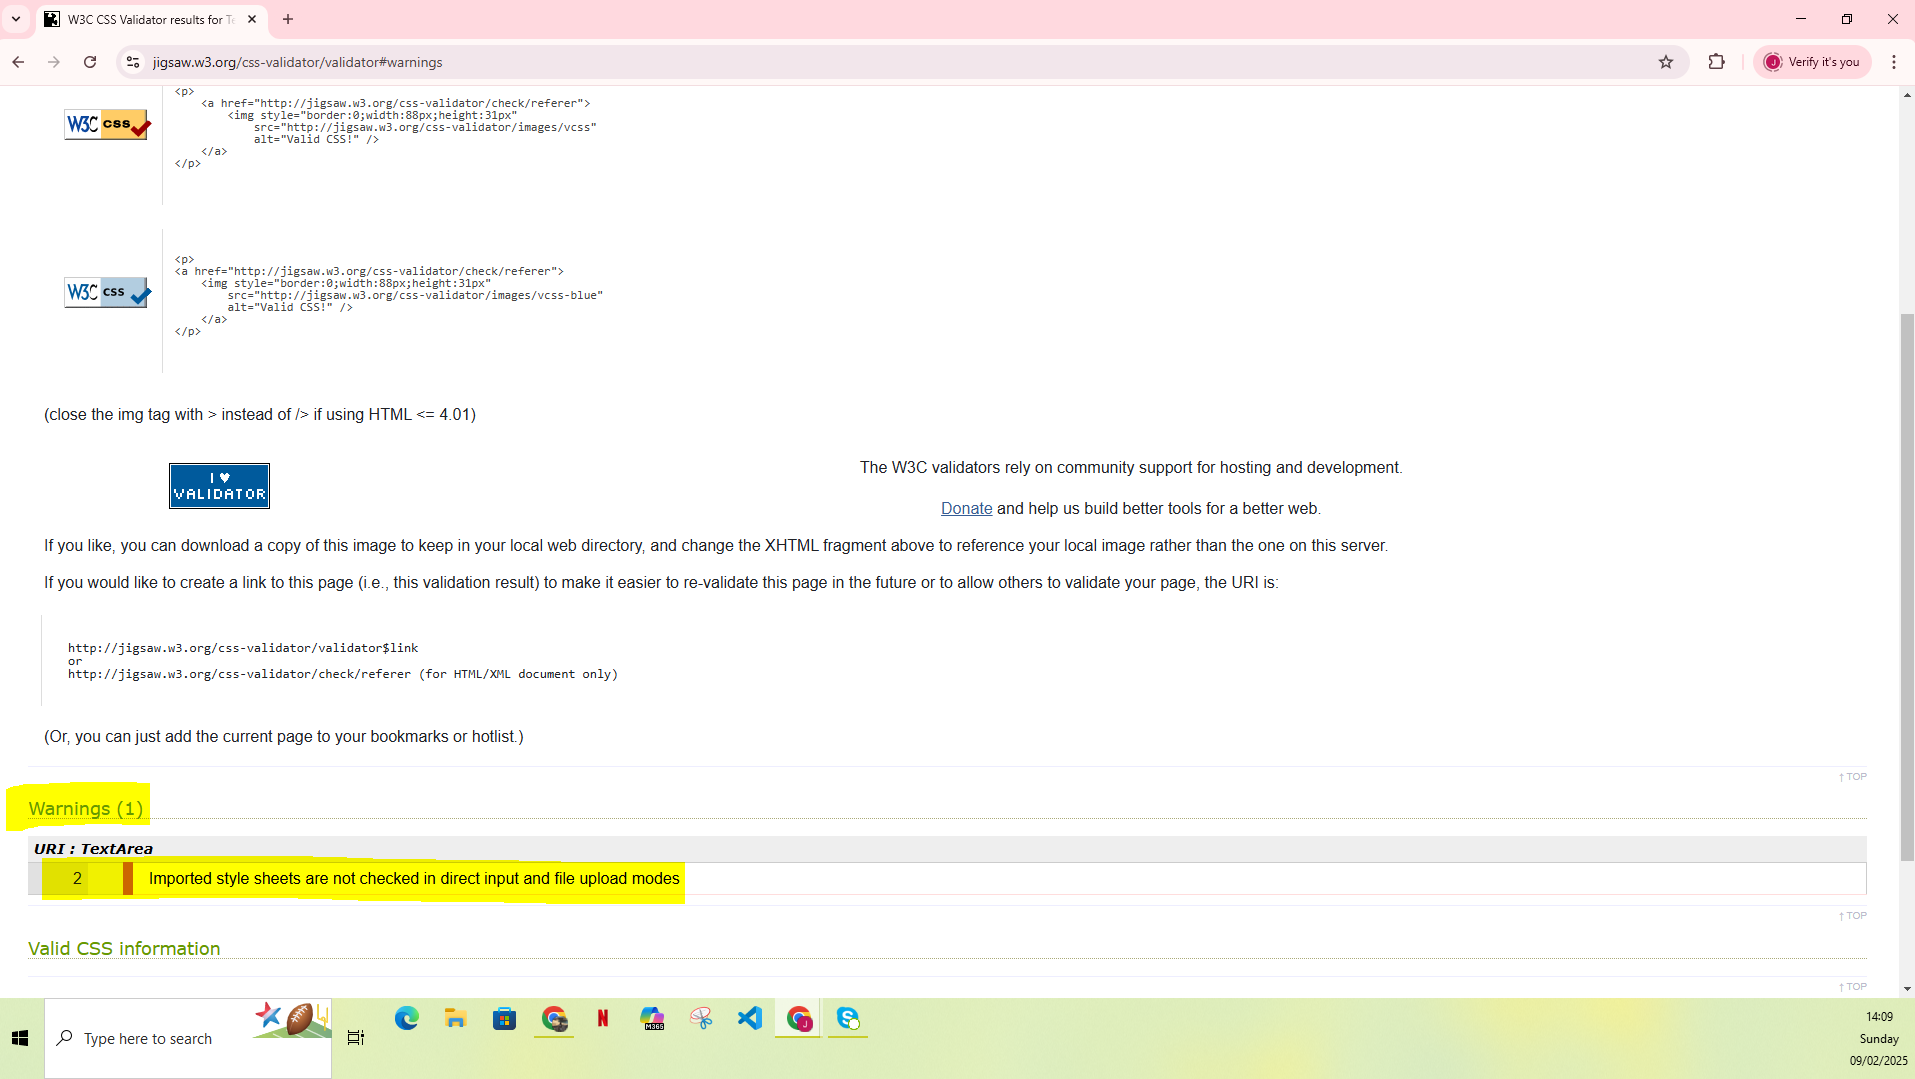 W3C CSS Validator results for Te
jigsaw.w3.org/css-validator/validator#warnings
Verify it's you
J
<p>
<a href="http://jigsaw.w3.org/css-validator/check/referer">
<img style="border:0;width:88px;height:31px"
src="http://jigsaw.w3.org/css-validator/images/vcss"
alt="Valid CSS!" />
</a>
</p>
W3C css
<p>
<a href="http://jigsaw.w3.org/css-validator/check/referer">
<img style="border:0;width:88px;height:31px"
src="http://jigsaw.w3.org/css-validator/images/vcss-blue"
alt="Valid CSS!" />
</a>
</p>
W3C css
(close the img tag with > instead of /> if using HTML <= 4.01)
I ♥
VALIDATOR
The W3C validators rely on community support for hosting and development.
Donate and help us build better tools for a better web.
If you like, you can download a copy of this image to keep in your local web directory, and change the XHTML fragment above to reference your local image rather than the one on this server.
If you would like to create a link to this page (i.e., this validation result) to make it easier to re-validate this page in the future or to allow others to validate your page, the URI is:
http://jigsaw.w3.org/css-validator/validator$link
or
http://jigsaw.w3.org/css-validator/check/referer (for HTML/XML document only)
(Or, you can just add the current page to your bookmarks or hotlist.)
↑ TOP
Warnings (1)
URI : TextArea
2 Imported style sheets are not checked in direct input and file upload modes
↑ TOP
Valid CSS information
↑ TOP
Type here to search
N
M365
J
S
14:09
Sunday
09/02/2025